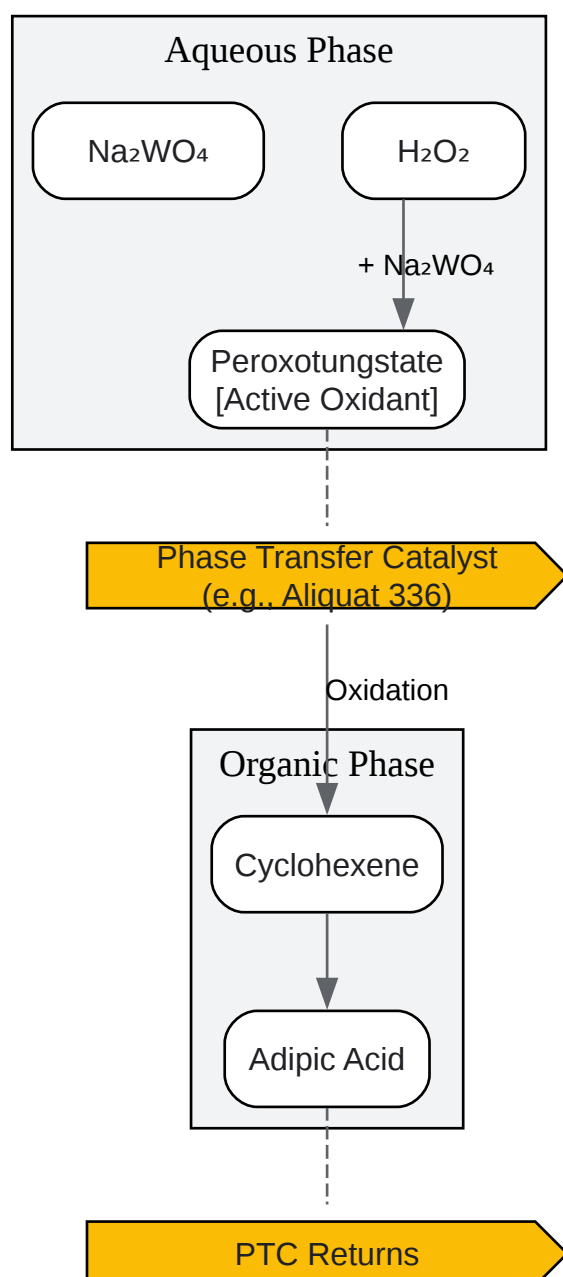 Aqueous Phase
Na₂WO₄
H₂O₂
+ Na₂WO₄
Peroxotungstate
[Active Oxidant]
Phase Transfer Catalyst
(e.g., Aliquat 336)
Oxidation
Organic Phase
Cyclohexene
Adipic Acid
PTC Returns